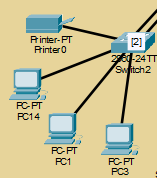 Printer-PT
Printer0
[2]
2960-24TT
Switch2
PC-PT
PC14
PC-PT
PC1
PC-PT
PC3